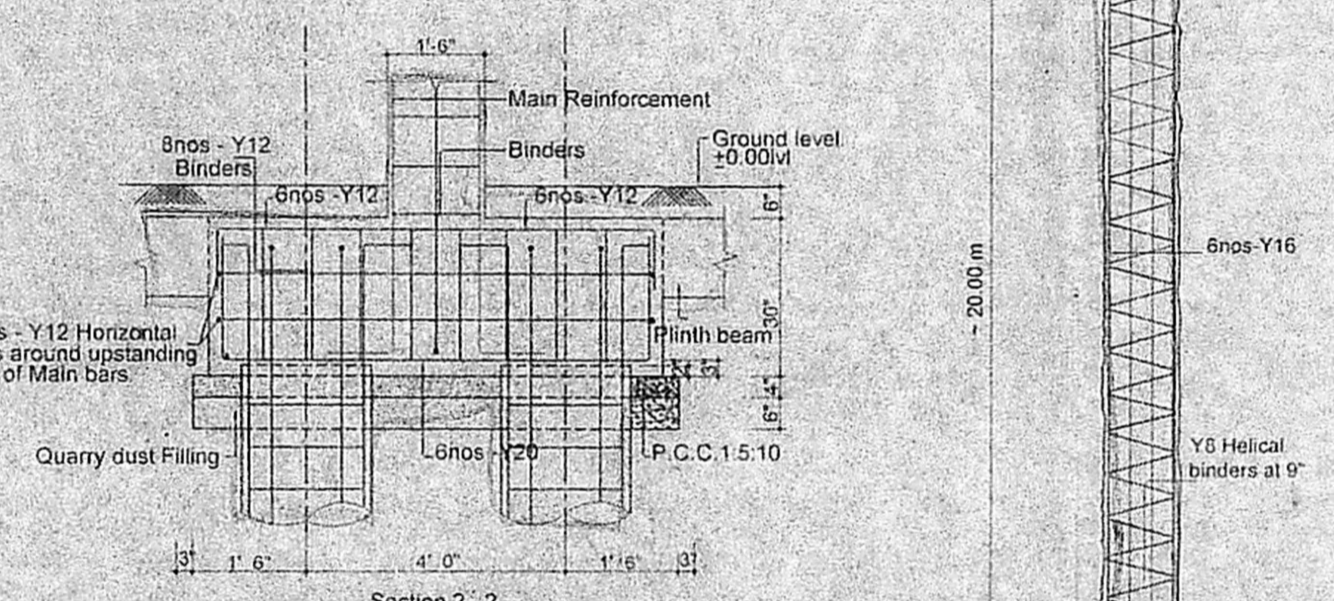 1'-6"
Main Reinforcement
Ground level
±0.00lvl
8nos - Y12
Binders
Binders
6nos -Y12
6nos -Y12
6"
~ 20.00 m
6nos-Y16
30"
s - Y12 Horizontal
Plinth beam
s around upstanding
of Main bars.
3"
4"
6"
Quarry dust Filling
6nos -Y20
P.C.C.1:5:10
Y8 Helical
binders at 9"
3"
1' 6"
4' 0"
1' 6"
3"
Section 2 - 2